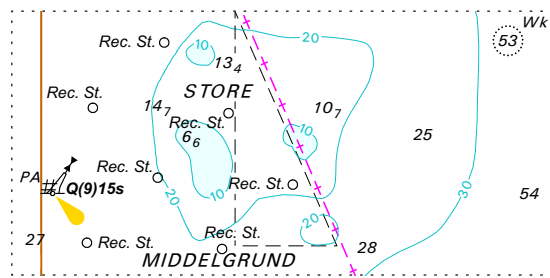 Wk
20
53
Rec. St.
10
13₄
STORE
Rec. St.
14₇
10₇
Rec. St.
6₆
10
25
Rec. St.
PA
Rec. St.
Q(9)15s
20
30
54
20
Rec. St.
27
Rec. St.
28
MIDDELGRUND